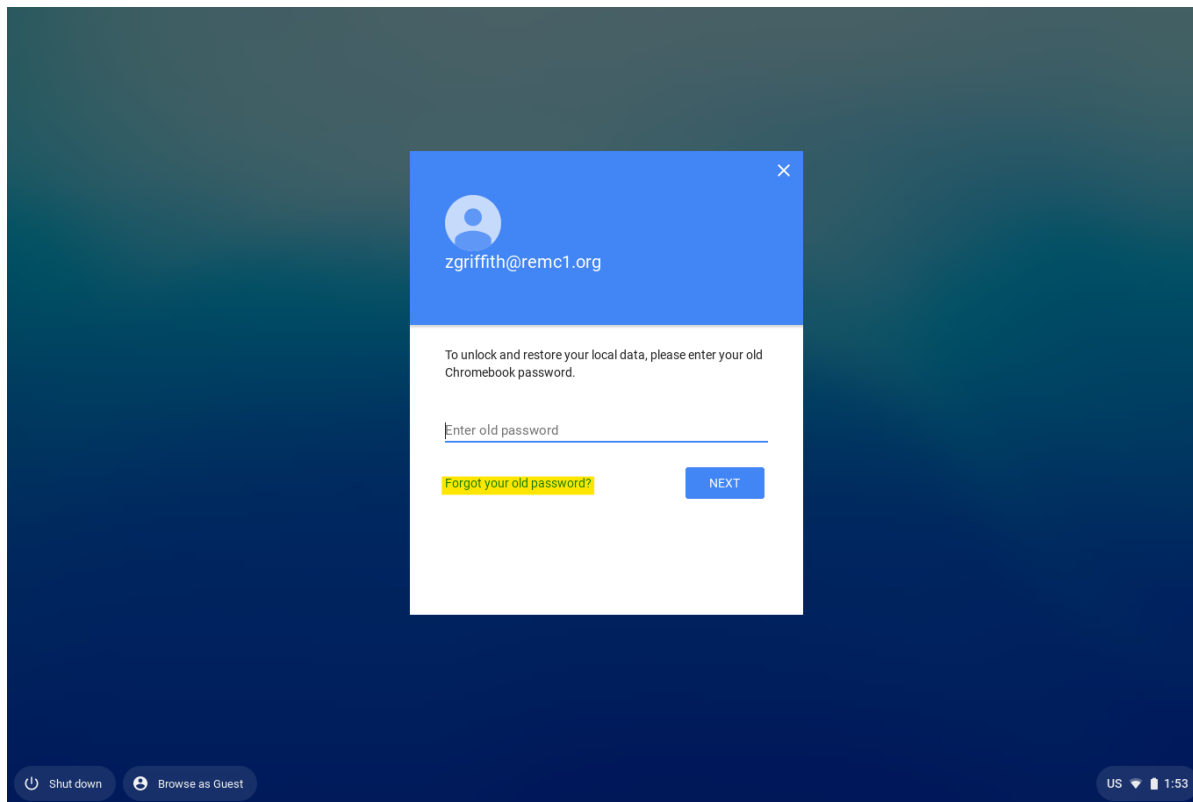 zgriffith@remc1.org
To unlock and restore your local data, please enter your old
Chromebook password.
Enter old password
Forgot your old password?
NEXT
Shut down
Browse as Guest
US
1:53